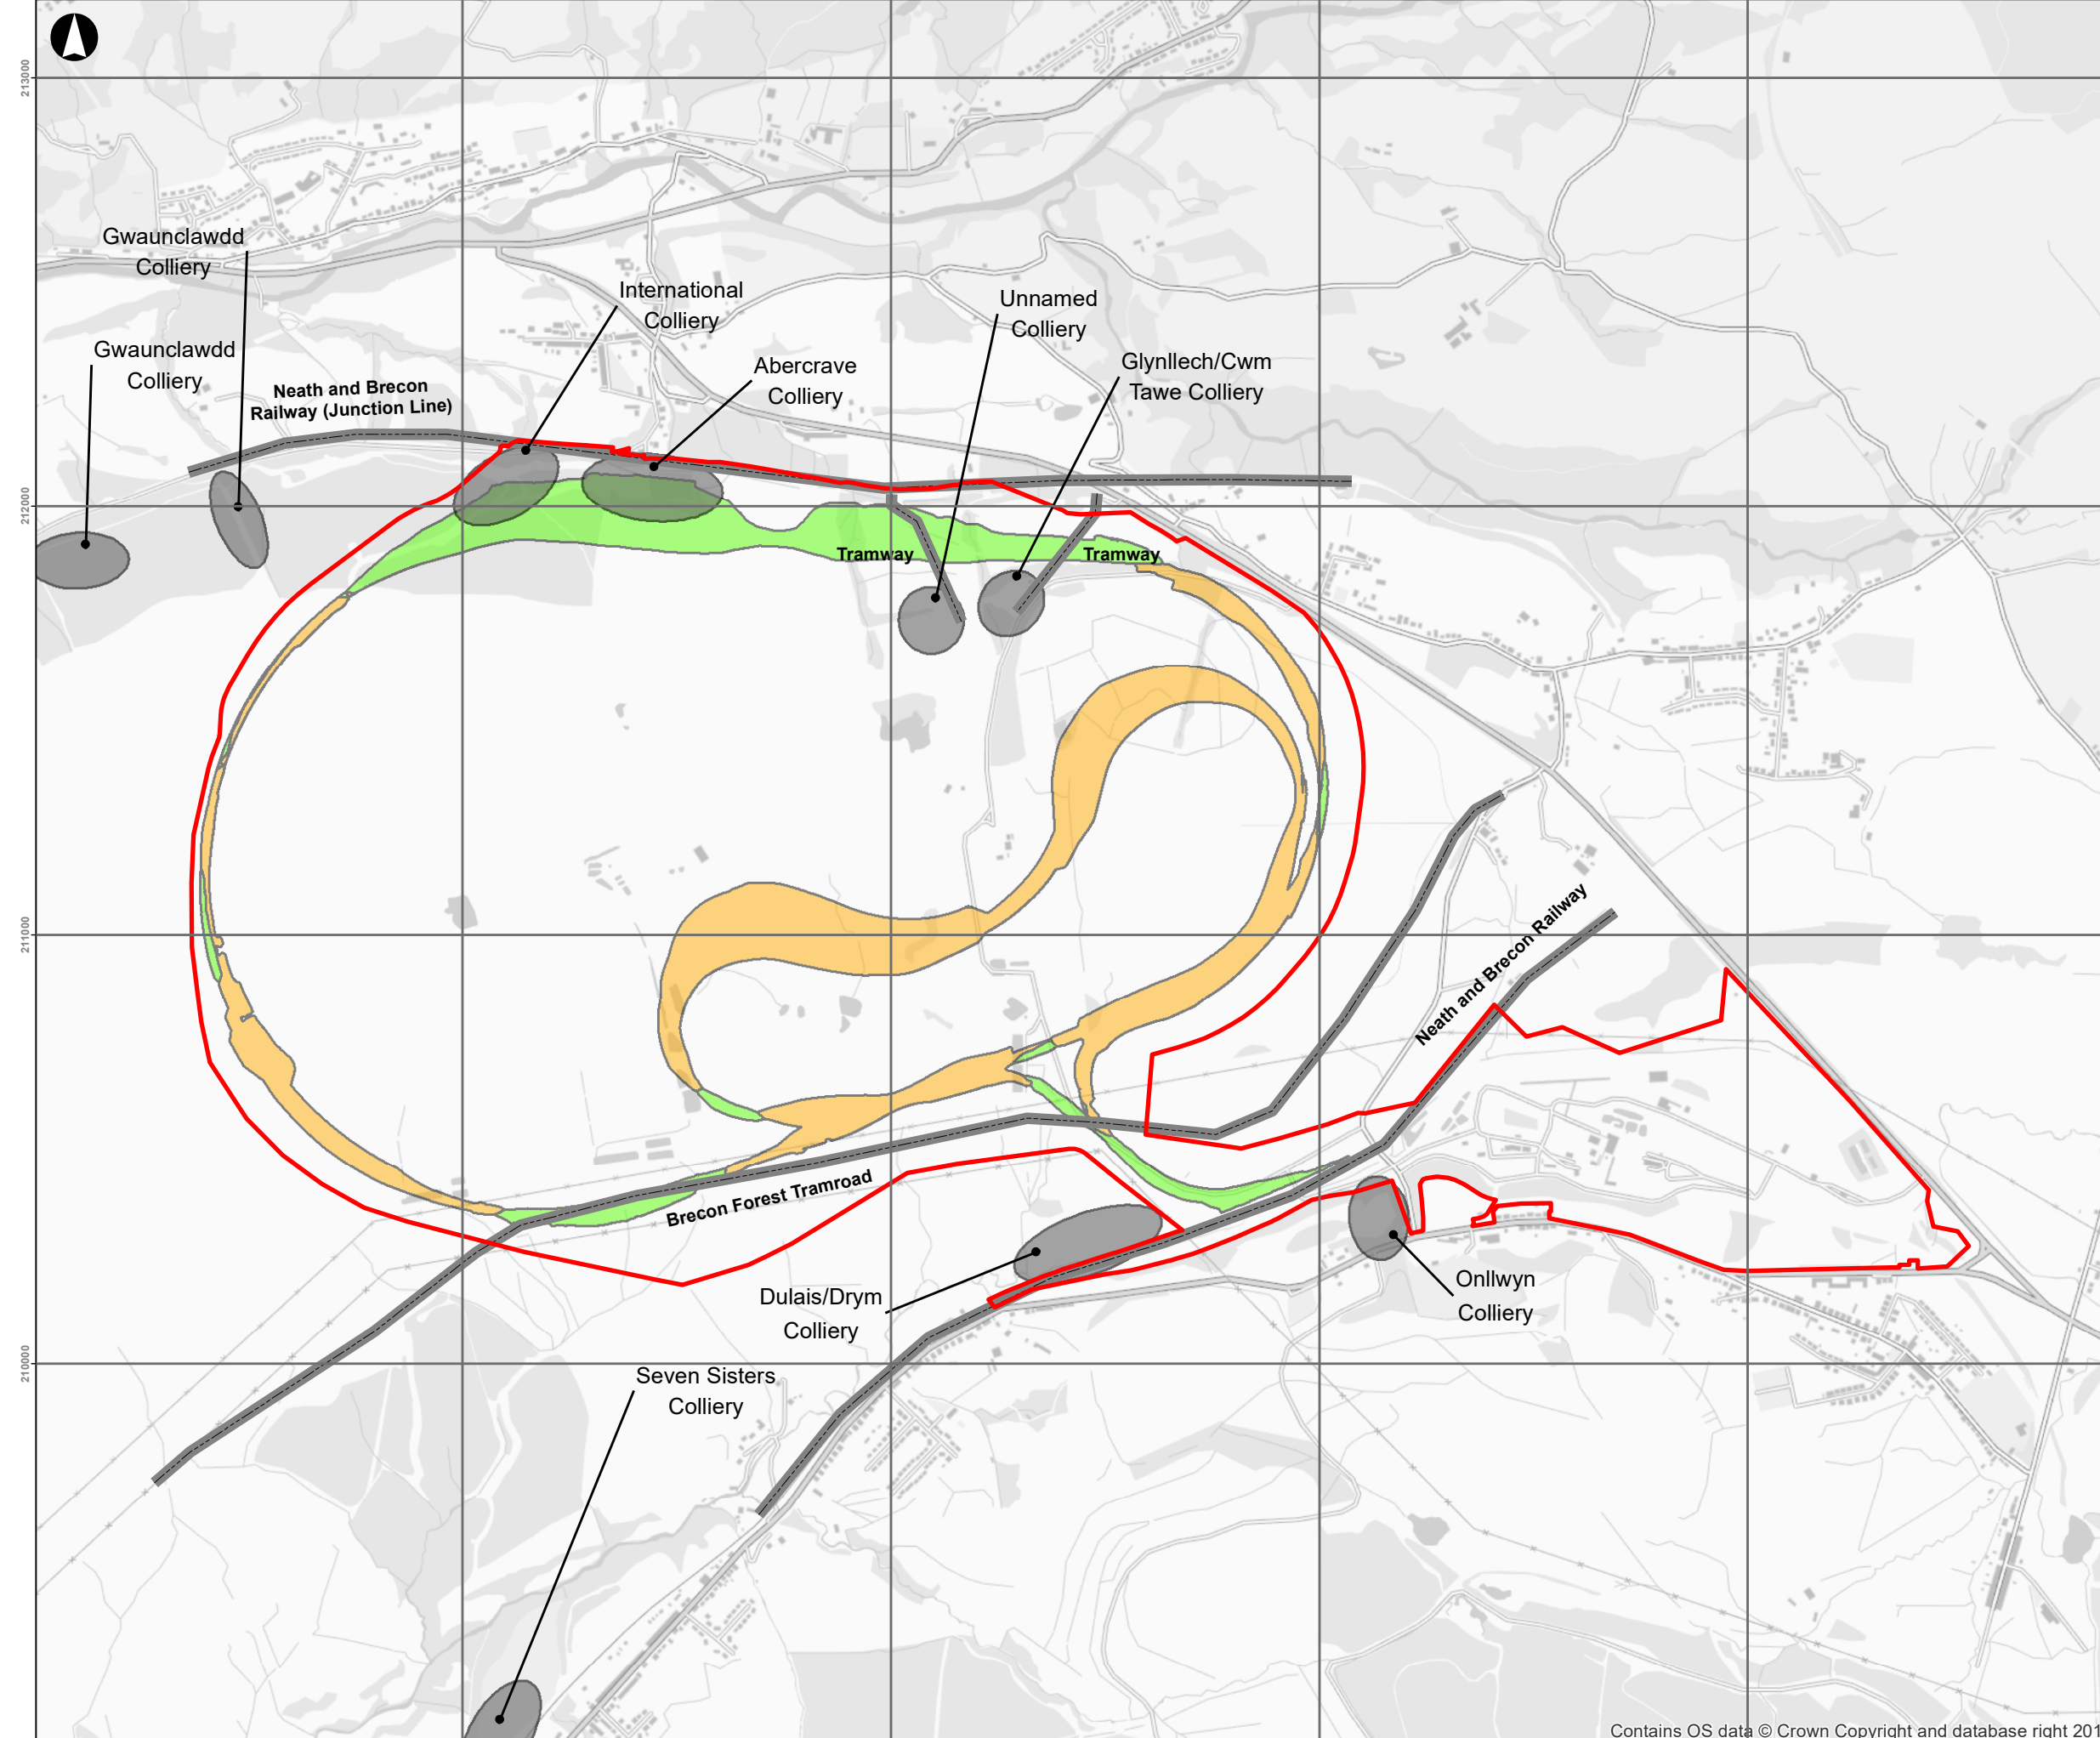 213000
Gwaunclawdd
Colliery
International
Colliery
Unnamed
Colliery
Gwaunclawdd
Colliery
Abercrave
Colliery
Glynllech/Cwm
Tawe Colliery
Neath and Brecon
Railway (Junction Line)
212000
Tramway
Tramway
211000
Neath and Brecon Railway
Brecon Forest Tramroad
Dulais/Drym
Colliery
Onllwyn
Colliery
210000
Seven Sisters
Colliery
Contains OS data © Crown Copyright and database right 201